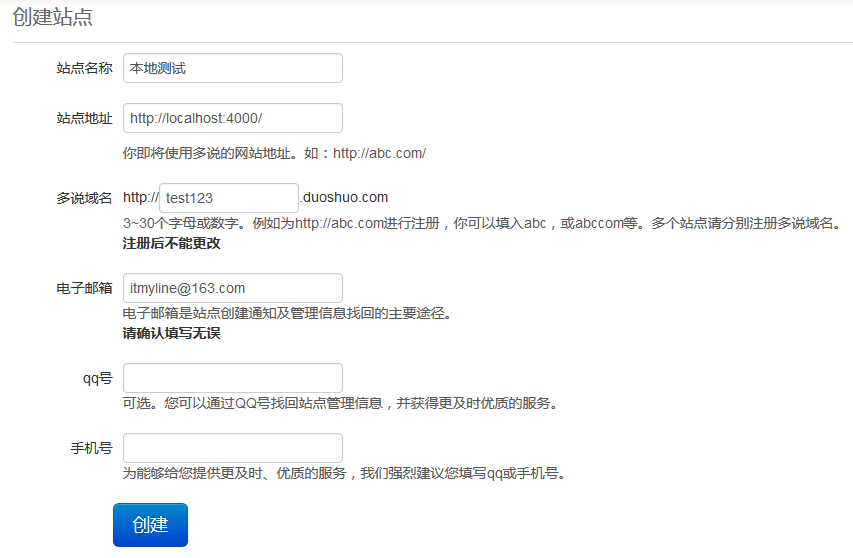 创建站点
站点名称 本地测试
站点地址 http://localhost:4000/
你即将使用多说的网站地址。如：http://abc.com/
多说域名 http://test123.duoshuo.com
3~30个字母或数字。例如为http://abc.com进行注册，你可以填入abc，或abccom等。多个站点请分别注册多说域名。
注册后不能更改
电子邮箱 itmyline@163.com
电子邮箱是站点创建通知及管理信息找回的主要途径。
请确认填写无误
qq号
可选。您可以通过QQ号找回站点管理信息，并获得更及时优质的服务。
手机号
为能够给您提供更及时、优质的服务，我们强烈建议您填写qq或手机号。
创建